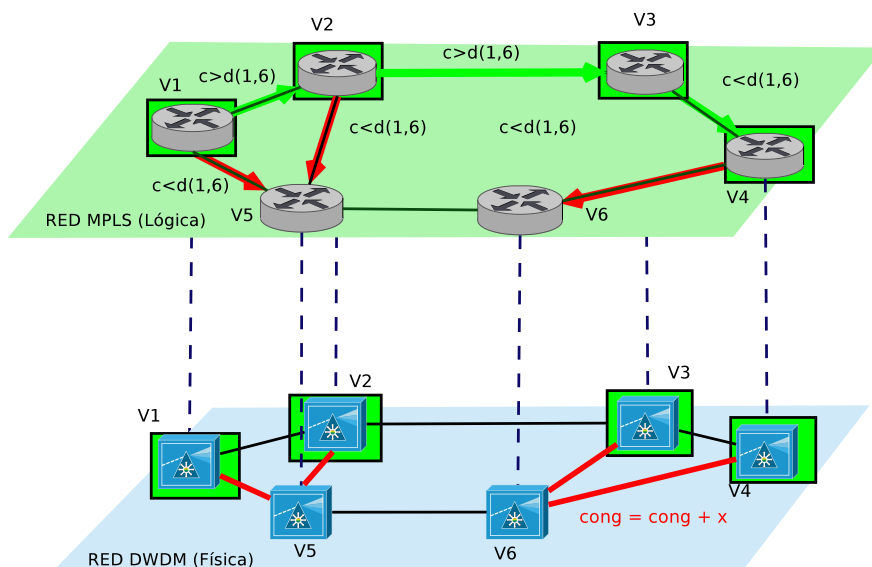 V2
V3
c>d(1,6)
c>d(1,6)
V1
c<d(1,6)
c<d(1,6)
c<d(1,6)
c<d(1,6)
V4
V5
V6
RED MPLS (Lógica)
V3
V2
V1
V4
cong = cong + x
V5
V6
RED DWDM (Física)